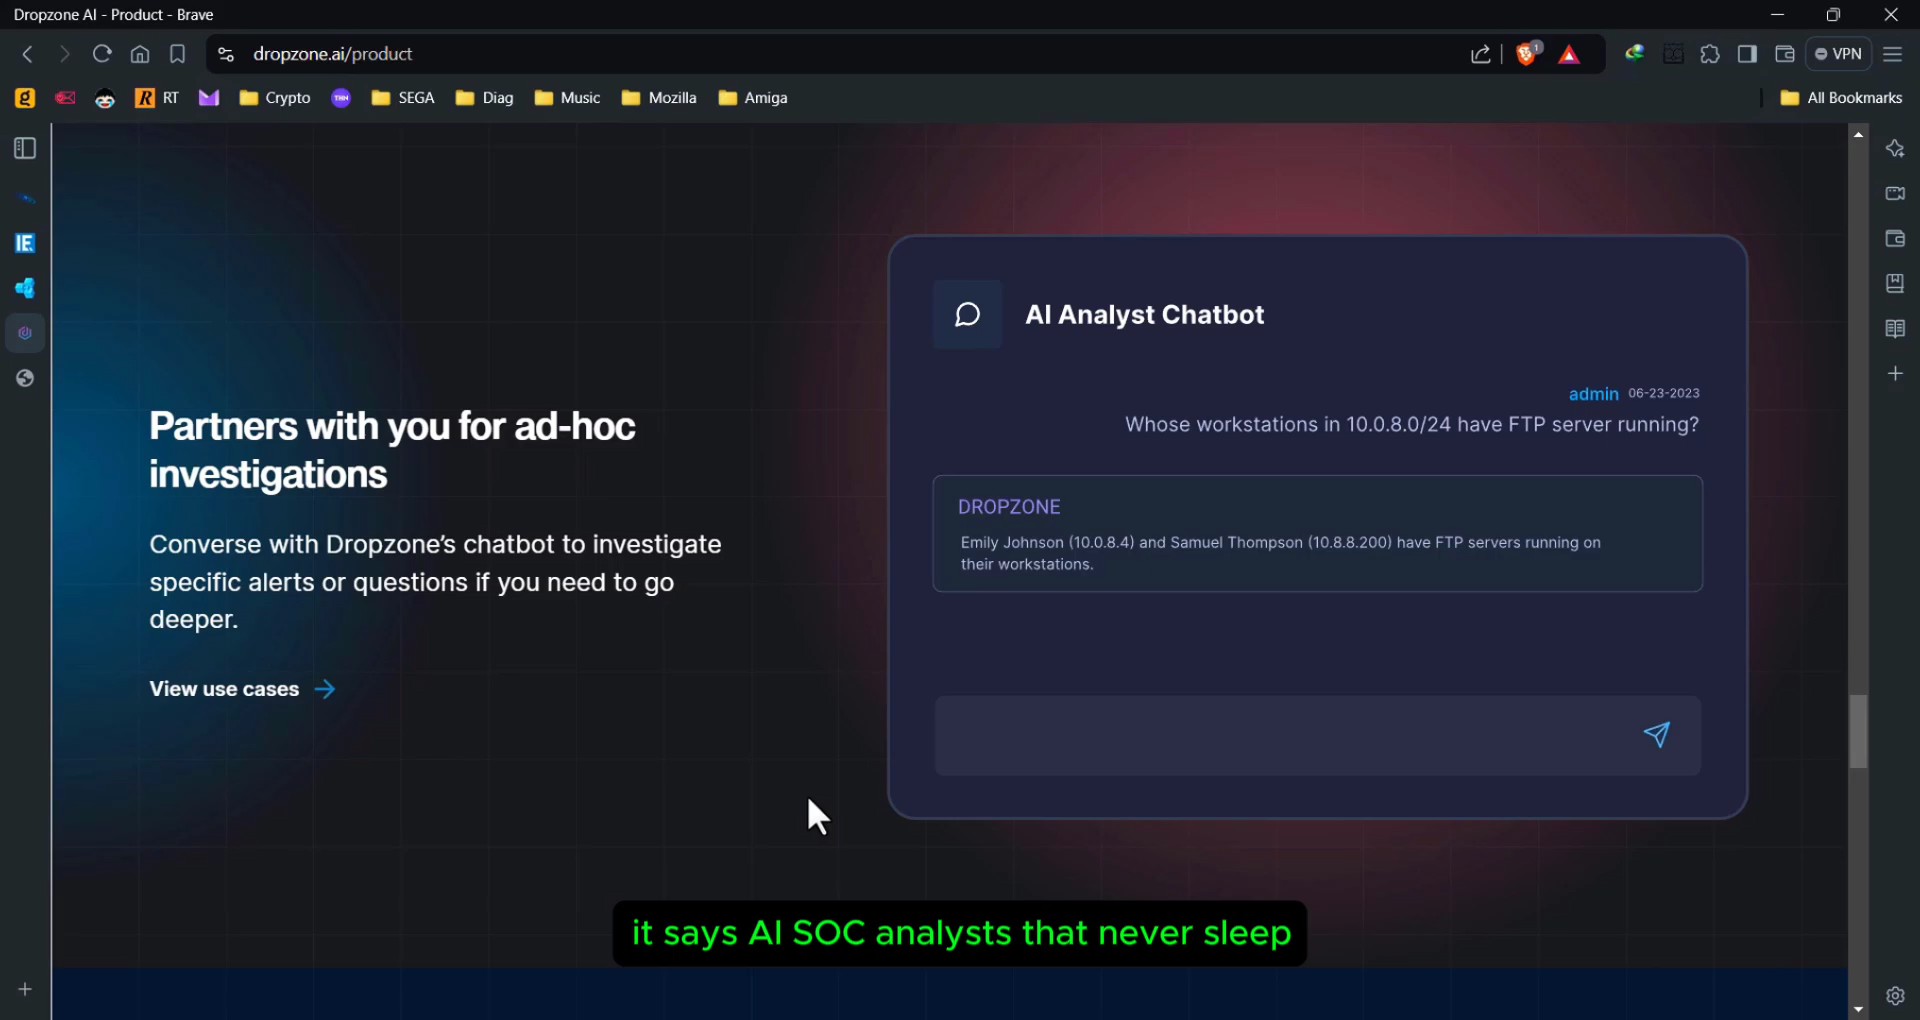 Dropzone AI - Product - Brave
dropzone.ai/product
1
VPN
g
RT
Crypto
THN
SEGA
Diag
Music
Mozilla
Amiga
All Bookmarks
IE
Partners with you for ad-hoc
investigations
Converse with Dropzone's chatbot to investigate
specific alerts or questions if you need to go
deeper.
View use cases
AI Analyst Chatbot
admin 06-23-2023
Whose workstations in 10.0.8.0/24 have FTP server running?
DROPZONE
Emily Johnson (10.0.8.4) and Samuel Thompson (10.8.8.200) have FTP servers running on
their workstations.
it says AI SOC analysts that never sleep